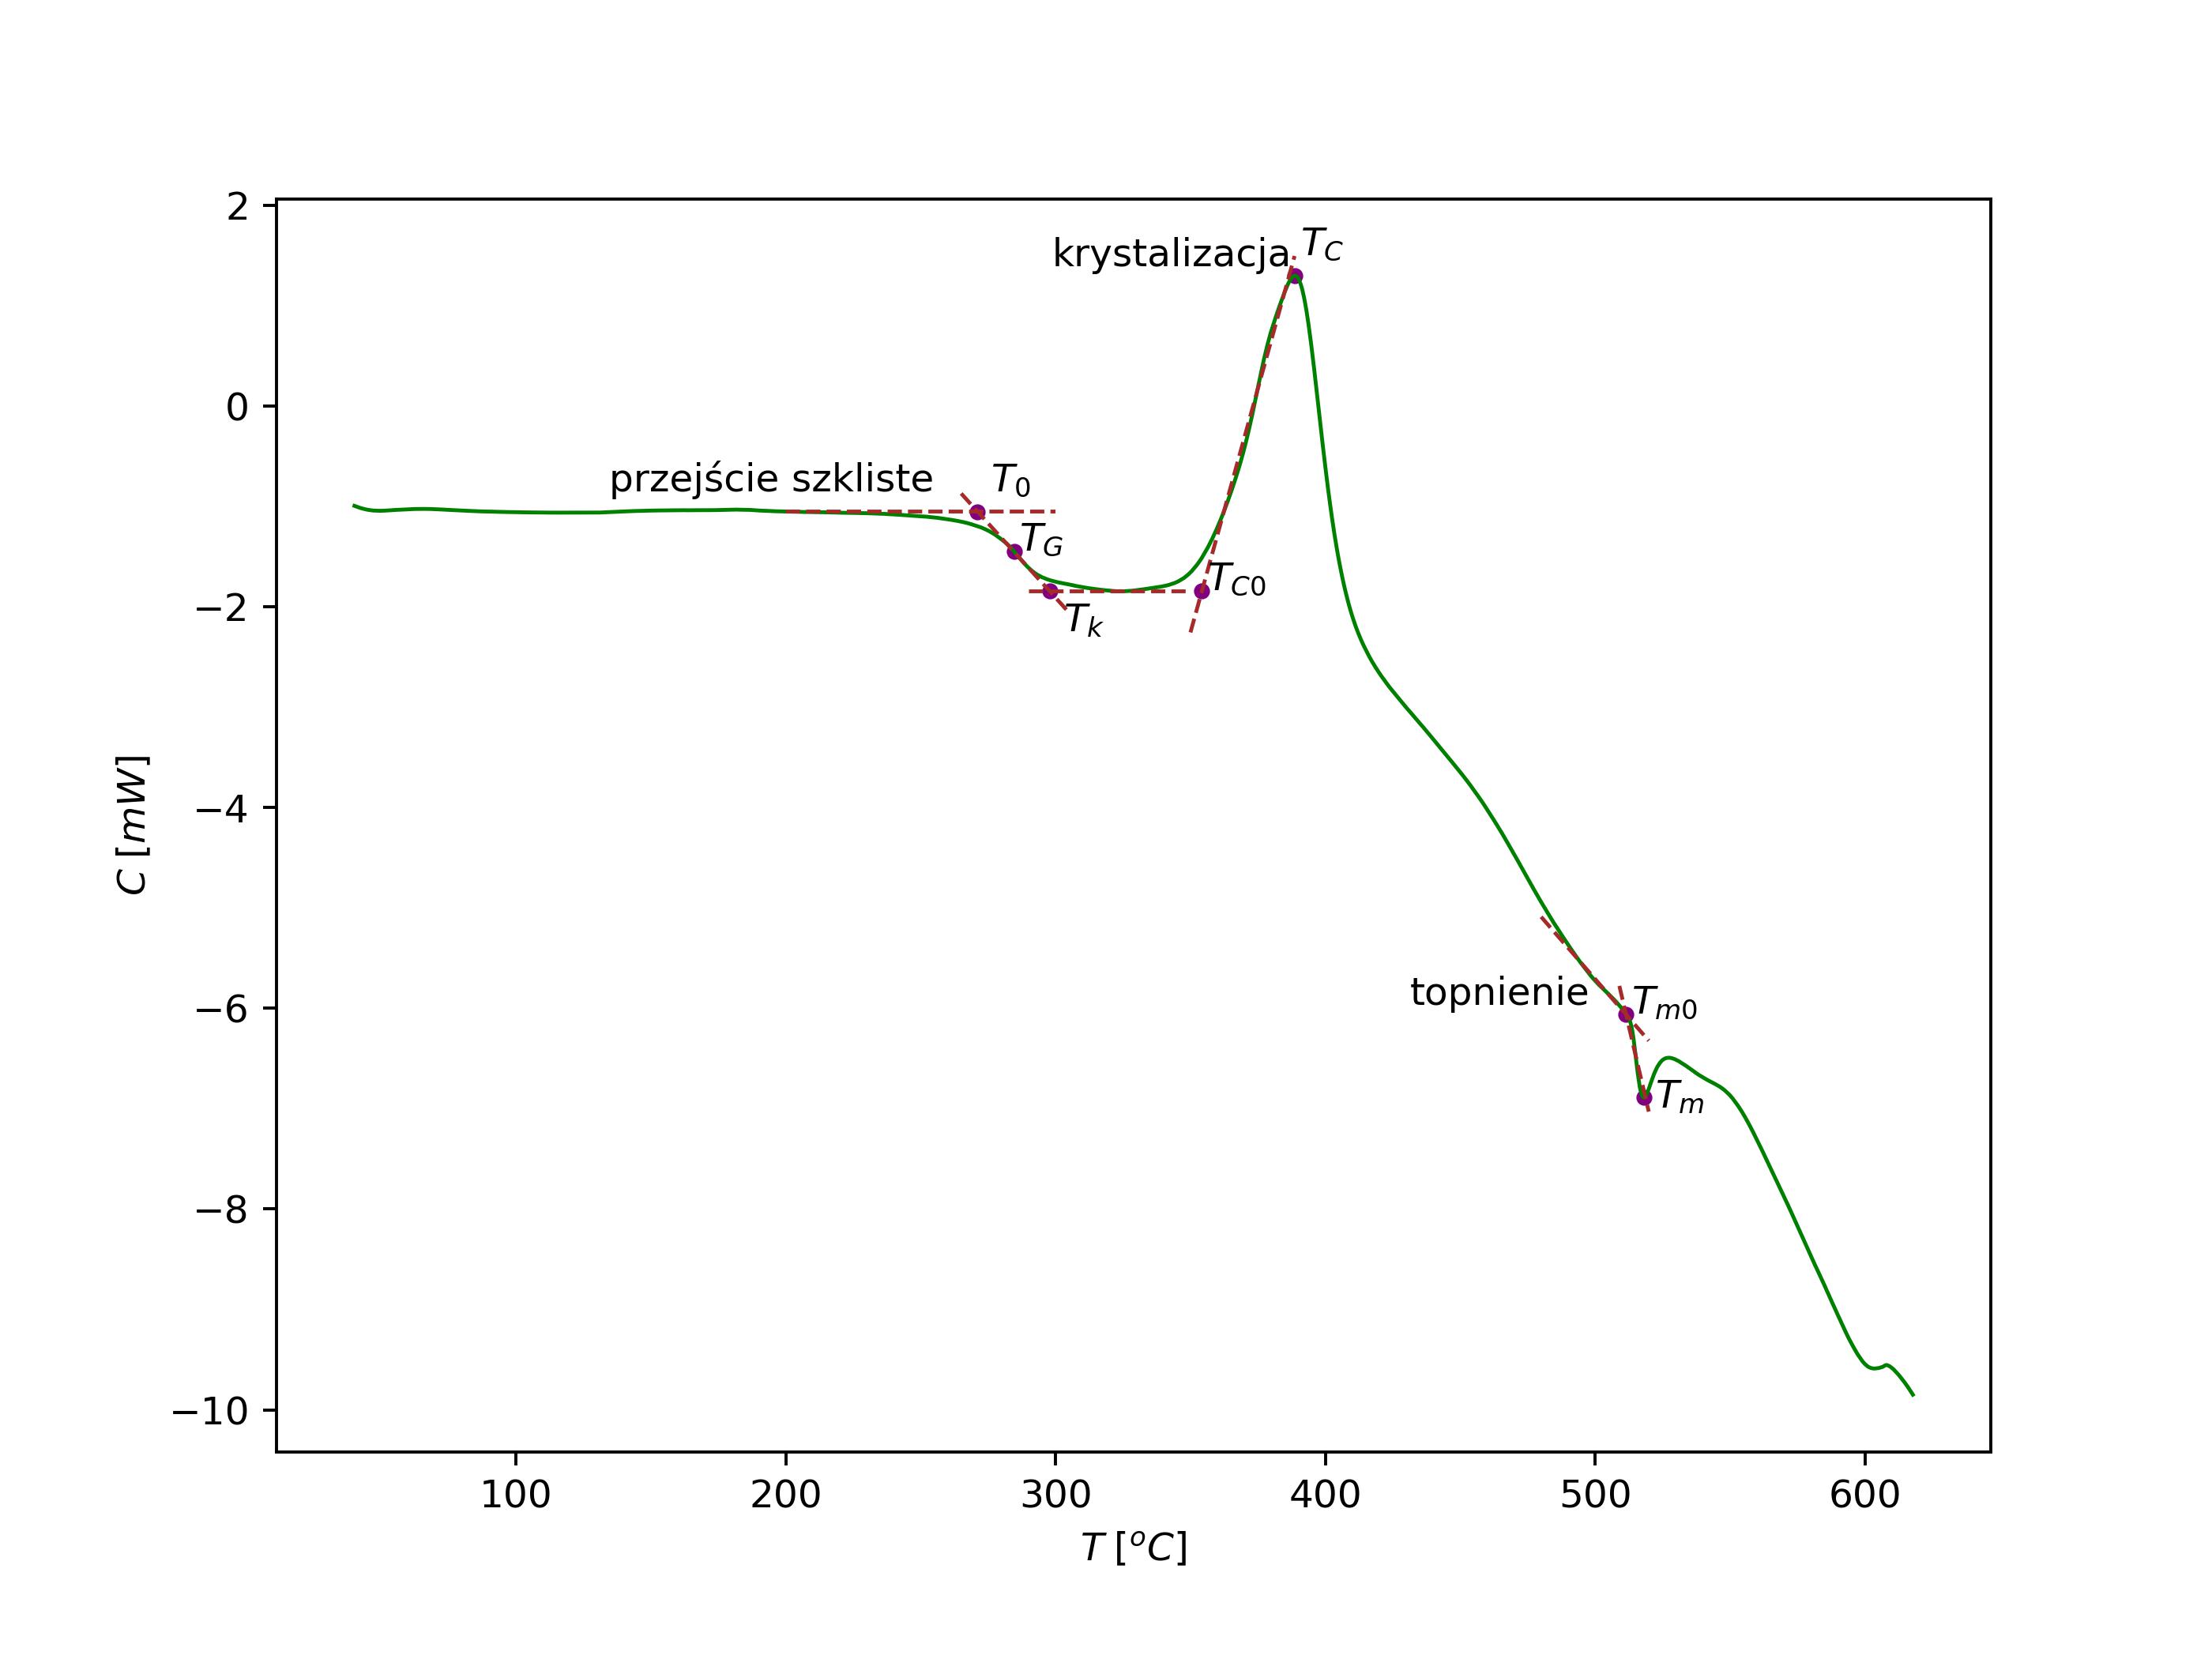 2
0
−2
−4
−6
−8
−10
C [mW]
krystalizacja
T_C
przejście szkliste
T_0
T_G
T_C0
T_k
topnienie
T_m0
T_m
100
200
300
400
500
600
T [°C]